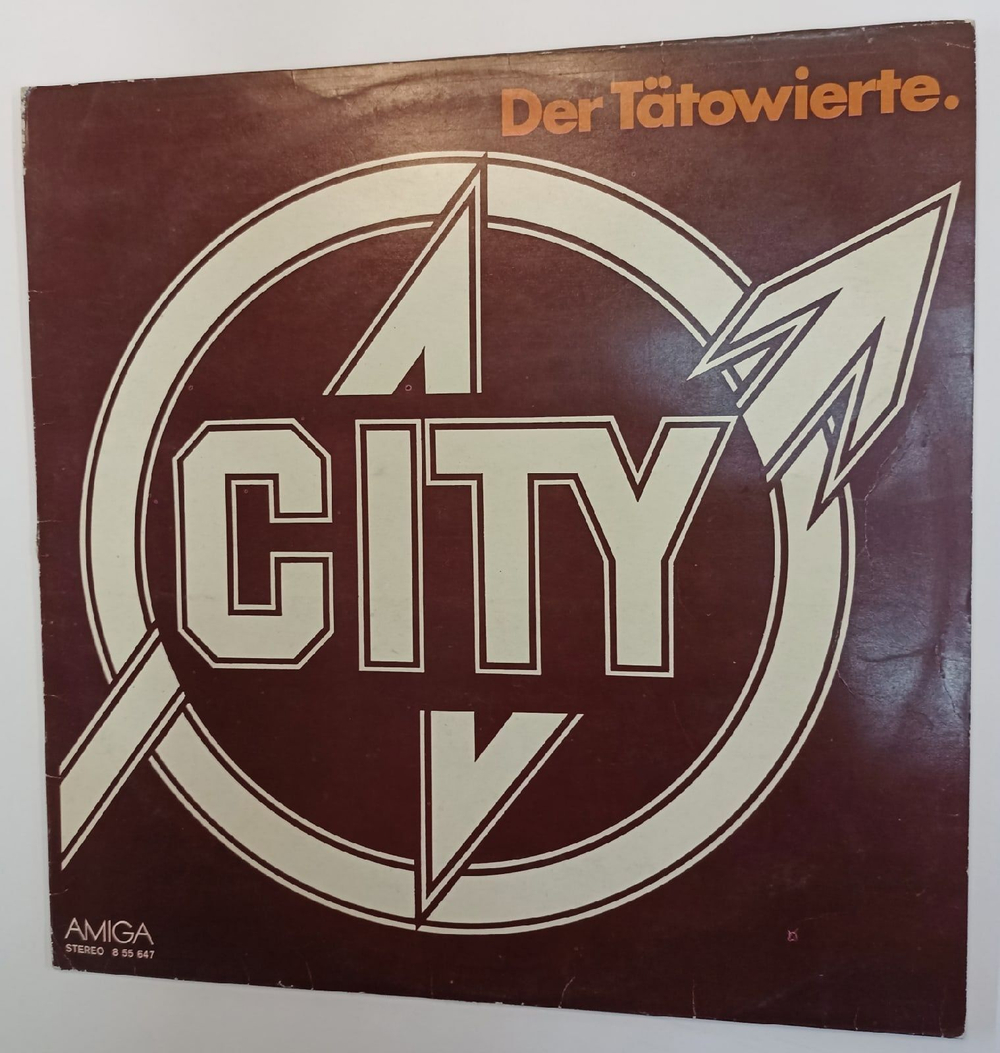 Der Tätowierte.
CITY
AMIGA
STEREO 8 55 647